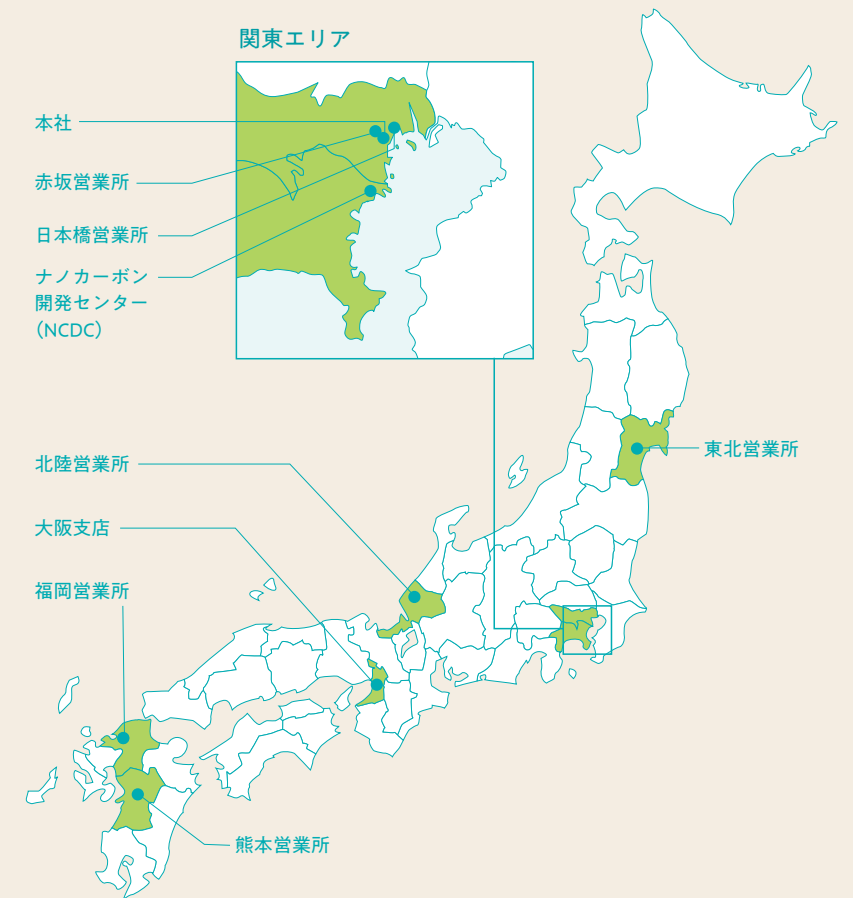 関東エリア
本社
赤坂営業所
日本橋営業所
ナノカーボン
開発センター
（NCDC）
東北営業所
北陸営業所
大阪支店
福岡営業所
熊本営業所